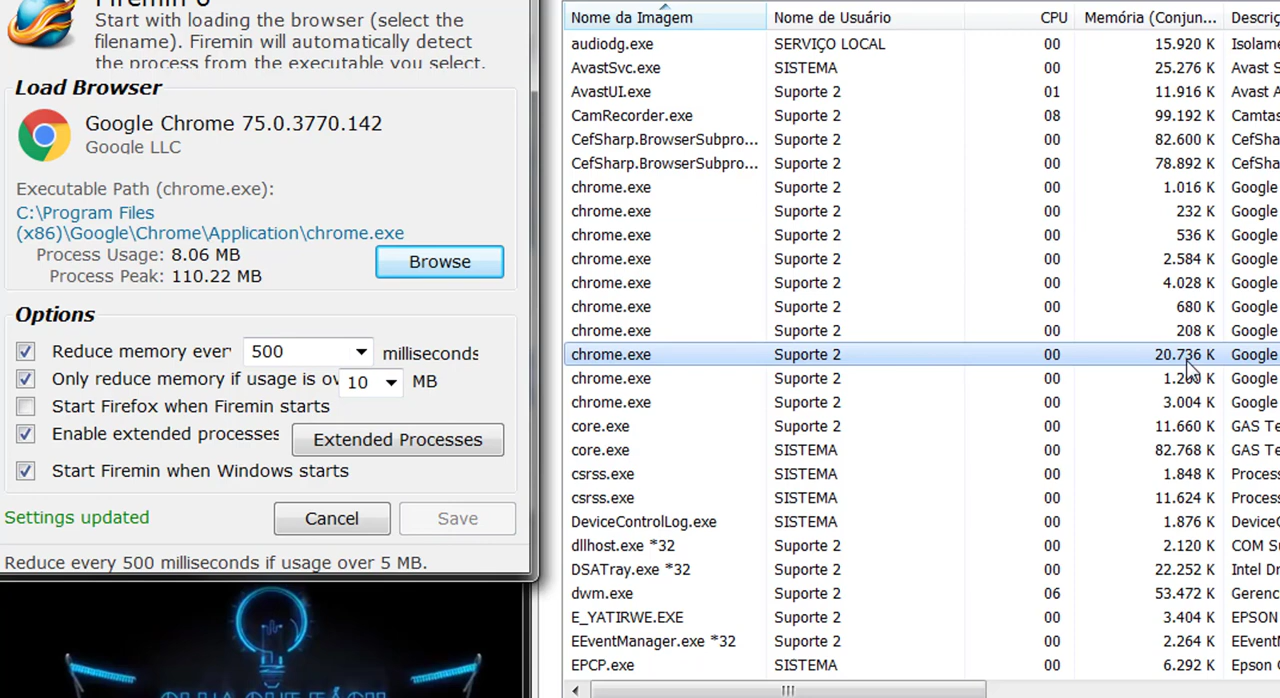 Firemin 6
Start with loading the browser (select the
filename). Firemin will automatically detect
the process from the executable you select.
Load Browser
Google Chrome 75.0.3770.142
Google LLC
Executable Path (chrome.exe):
C:\Program Files
(x86)\Google\Chrome\Application\chrome.exe
Process Usage: 8.06 MB
Process Peak: 110.22 MB
Browse
Options
Reduce memory ever 500 milliseconds
Only reduce memory if usage is ov 10 MB
Start Firefox when Firemin starts
Enable extended processes Extended Processes
Start Firemin when Windows starts
Settings updated Cancel Save
Reduce every 500 milliseconds if usage over 5 MB.
Nome da Imagem Nome de Usuário CPU Memória (Conjun... Descriç
audiodg.exe SERVIÇO LOCAL 00 15.920 K Isolame
AvastSvc.exe SISTEMA 00 25.276 K Avast S
AvastUI.exe Suporte 2 01 11.916 K Avast A
CamRecorder.exe Suporte 2 08 99.192 K Camtas
CefSharp.BrowserSubpro... Suporte 2 00 82.600 K CefSha
CefSharp.BrowserSubpro... Suporte 2 00 78.892 K CefSha
chrome.exe Suporte 2 00 1.016 K Google
chrome.exe Suporte 2 00 232 K Google
chrome.exe Suporte 2 00 536 K Google
chrome.exe Suporte 2 00 2.584 K Google
chrome.exe Suporte 2 00 4.028 K Google
chrome.exe Suporte 2 00 680 K Google
chrome.exe Suporte 2 00 208 K Google
chrome.exe Suporte 2 00 20.736 K Google
chrome.exe Suporte 2 00 K Google
chrome.exe Suporte 2 00 3.004 K Google
core.exe Suporte 2 00 11.660 K GAS Te
core.exe SISTEMA 00 82.768 K GAS Te
csrss.exe SISTEMA 00 1.848 K Proces
csrss.exe SISTEMA 00 11.624 K Proces
DeviceControlLog.exe SISTEMA 00 1.876 K DeviceC
dllhost.exe *32 Suporte 2 00 2.120 K COM Su
DSATray.exe *32 Suporte 2 00 22.252 K Intel Dr
dwm.exe Suporte 2 06 53.472 K Gerenc
E_YATIRWE.EXE Suporte 2 00 3.404 K EPSON
EEventManager.exe *32 Suporte 2 00 2.264 K EEventM
EPCP.exe SISTEMA 00 6.292 K Epson C